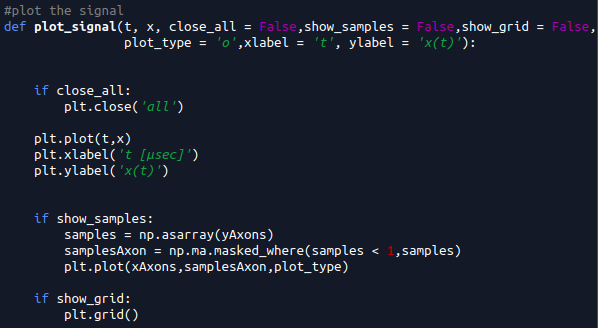 #plot the signal
def plot_signal(t, x, close_all = False,show_samples = False,show_grid = False,
plot_type = 'o',xlabel = 't', ylabel = 'x(t)'):
if close_all:
plt.close('all')
plt.plot(t,x)
plt.xlabel('t [μsec]')
plt.ylabel('x(t)')
if show_samples:
samples = np.asarray(yAxons)
samplesAxon = np.ma.masked_where(samples < 1,samples)
plt.plot(xAxons,samplesAxon,plot_type)
if show_grid:
plt.grid()